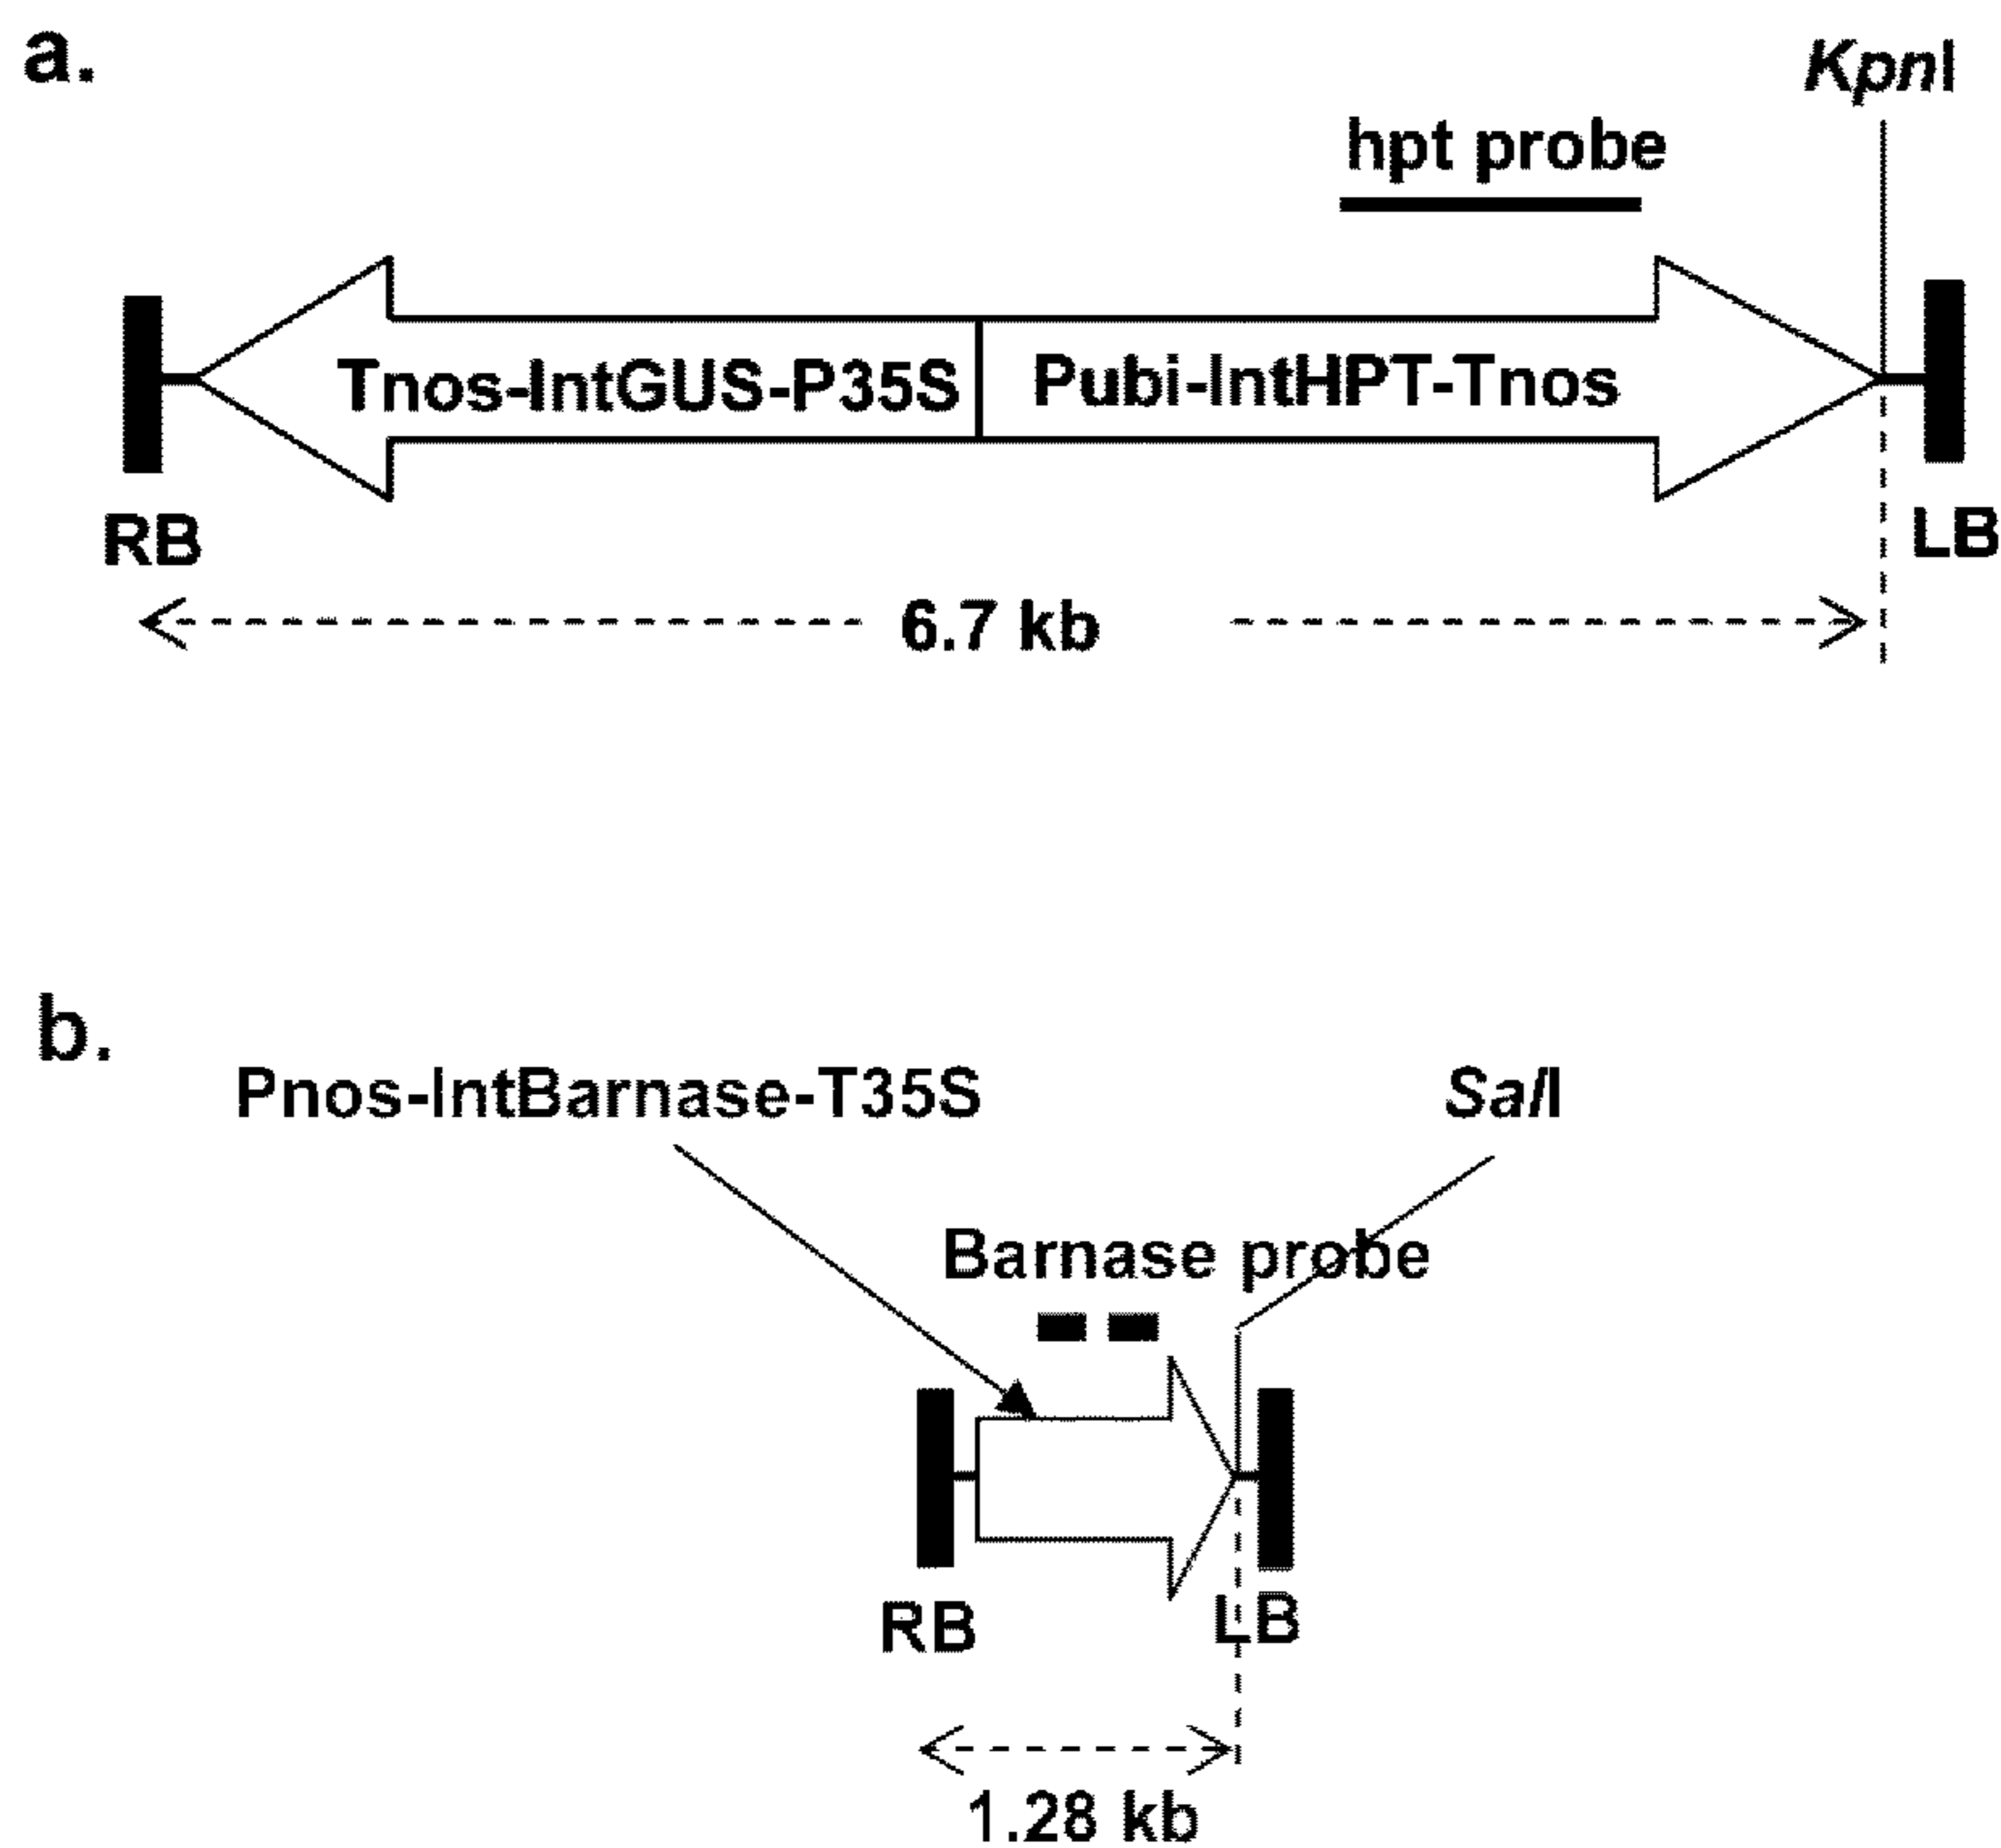 a.
KpnI
hpt probe
Tnos-IntGUS-P35S
Pubi-IntHPT-Tnos
RB
LB
6.7 kb
b.
Pnos-IntBarnase-T35S
SalI
Barnase probe
RB
LB
1.28 kb